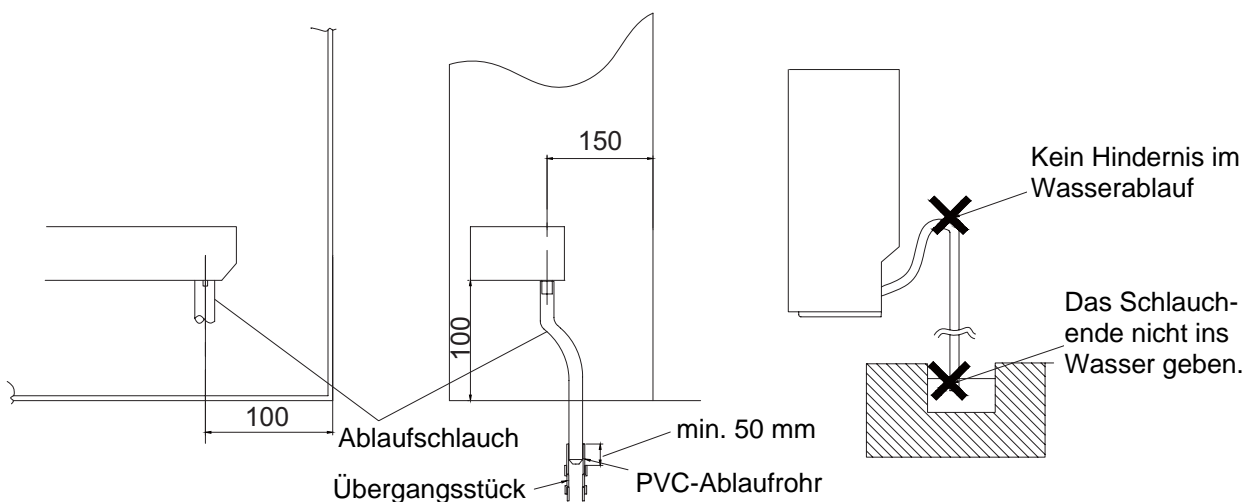 150
Kein Hindernis im
Wasserablauf
100
Das Schlauch-
ende nicht ins
Wasser geben.
100
Ablaufschlauch
min. 50 mm
Übergangsstück
PVC-Ablaufrohr